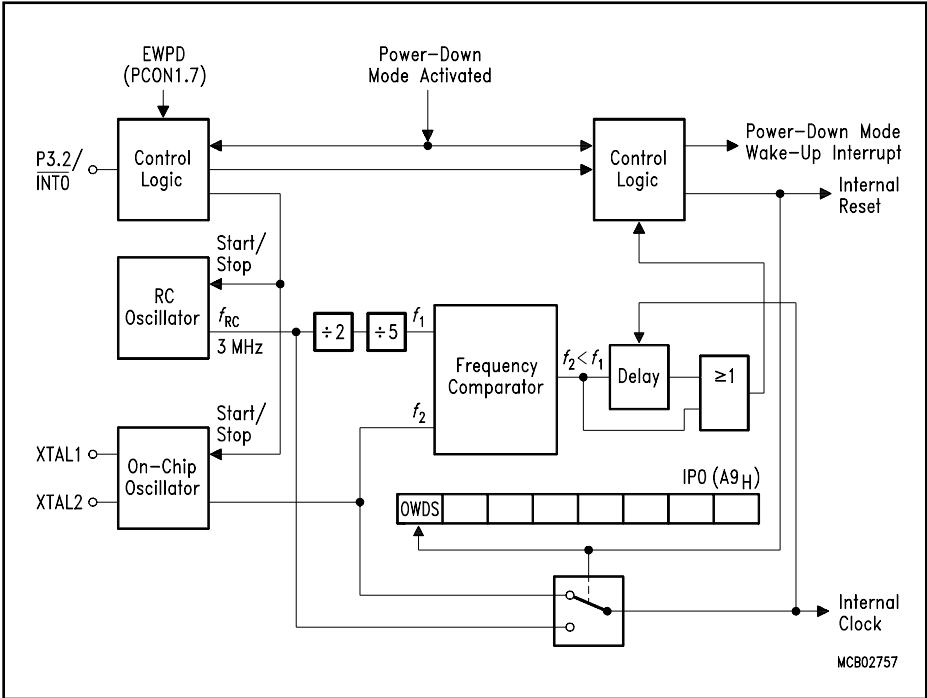 EWPD
(PCON1.7)
Power-Down
Mode Activated
P3.2/
INT0
Control
Logic
Control
Logic
Power-Down Mode
Wake-Up Interrupt
Internal
Reset
Start/
Stop
RC
Oscillator
fRC
3 MHz
÷2
÷5
f1
Frequency
Comparator
f2<f1
Delay
≥1
Start/
Stop
f2
XTAL1
XTAL2
On-Chip
Oscillator
IP0 (A9H)
OWDS
Internal
Clock
MCB02757